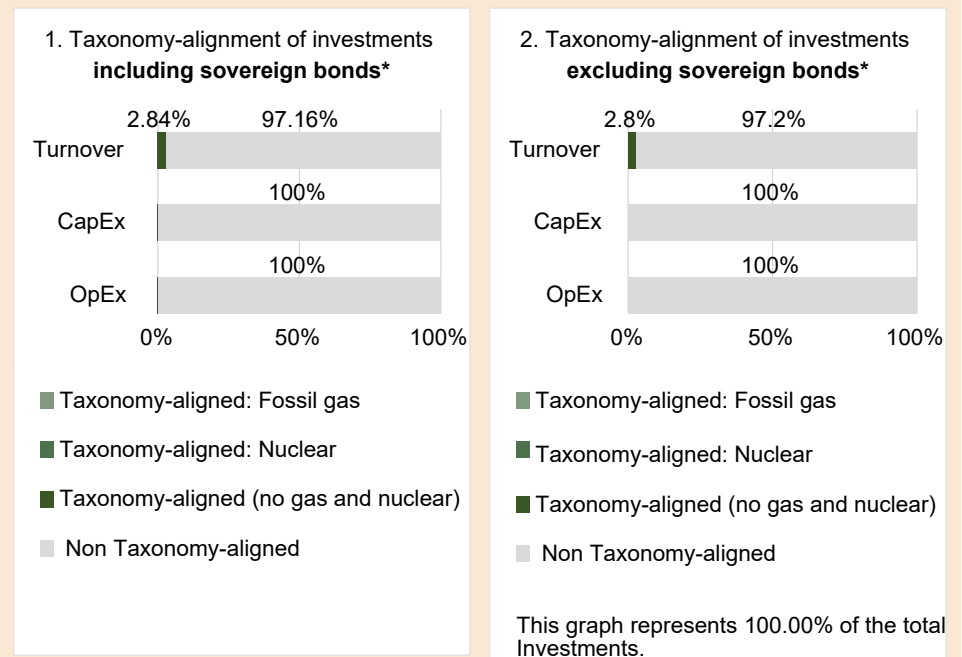 1. Taxonomy-alignment of investments
including sovereign bonds*
2.84% 97.16%
Turnover
100%
CapEx
100%
OpEx
0% 50% 100%
Taxonomy-aligned: Fossil gas
Taxonomy-aligned: Nuclear
Taxonomy-aligned (no gas and nuclear)
Non Taxonomy-aligned
2. Taxonomy-alignment of investments
excluding sovereign bonds*
2.8% 97.2%
Turnover
100%
CapEx
100%
OpEx
0% 50% 100%
Taxonomy-aligned: Fossil gas
Taxonomy-aligned: Nuclear
Taxonomy-aligned (no gas and nuclear)
Non Taxonomy-aligned
This graph represents 100.00% of the total
Investments.